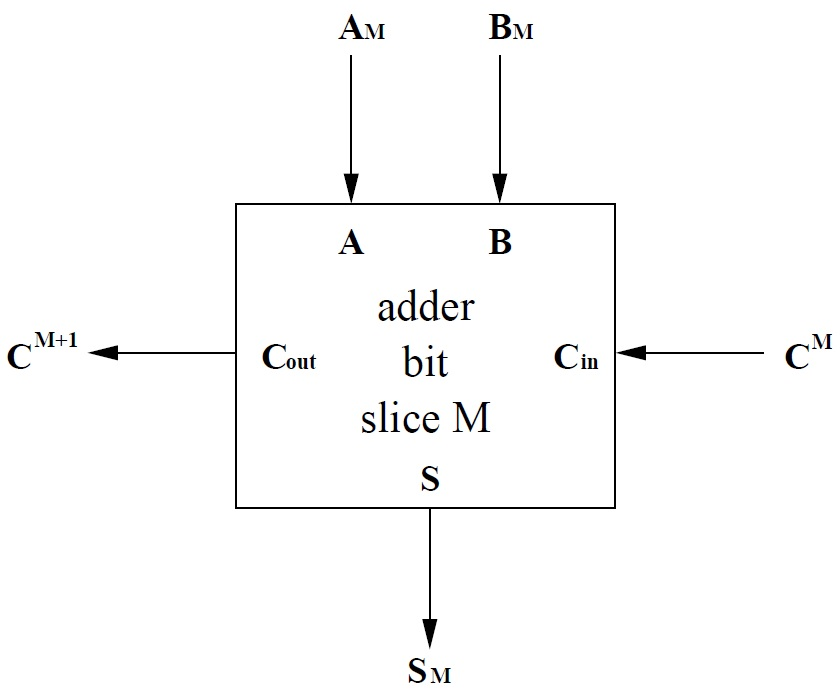 AM BM
A B
adder
CM+1 Cout bit Cin CM
slice M
S
SM